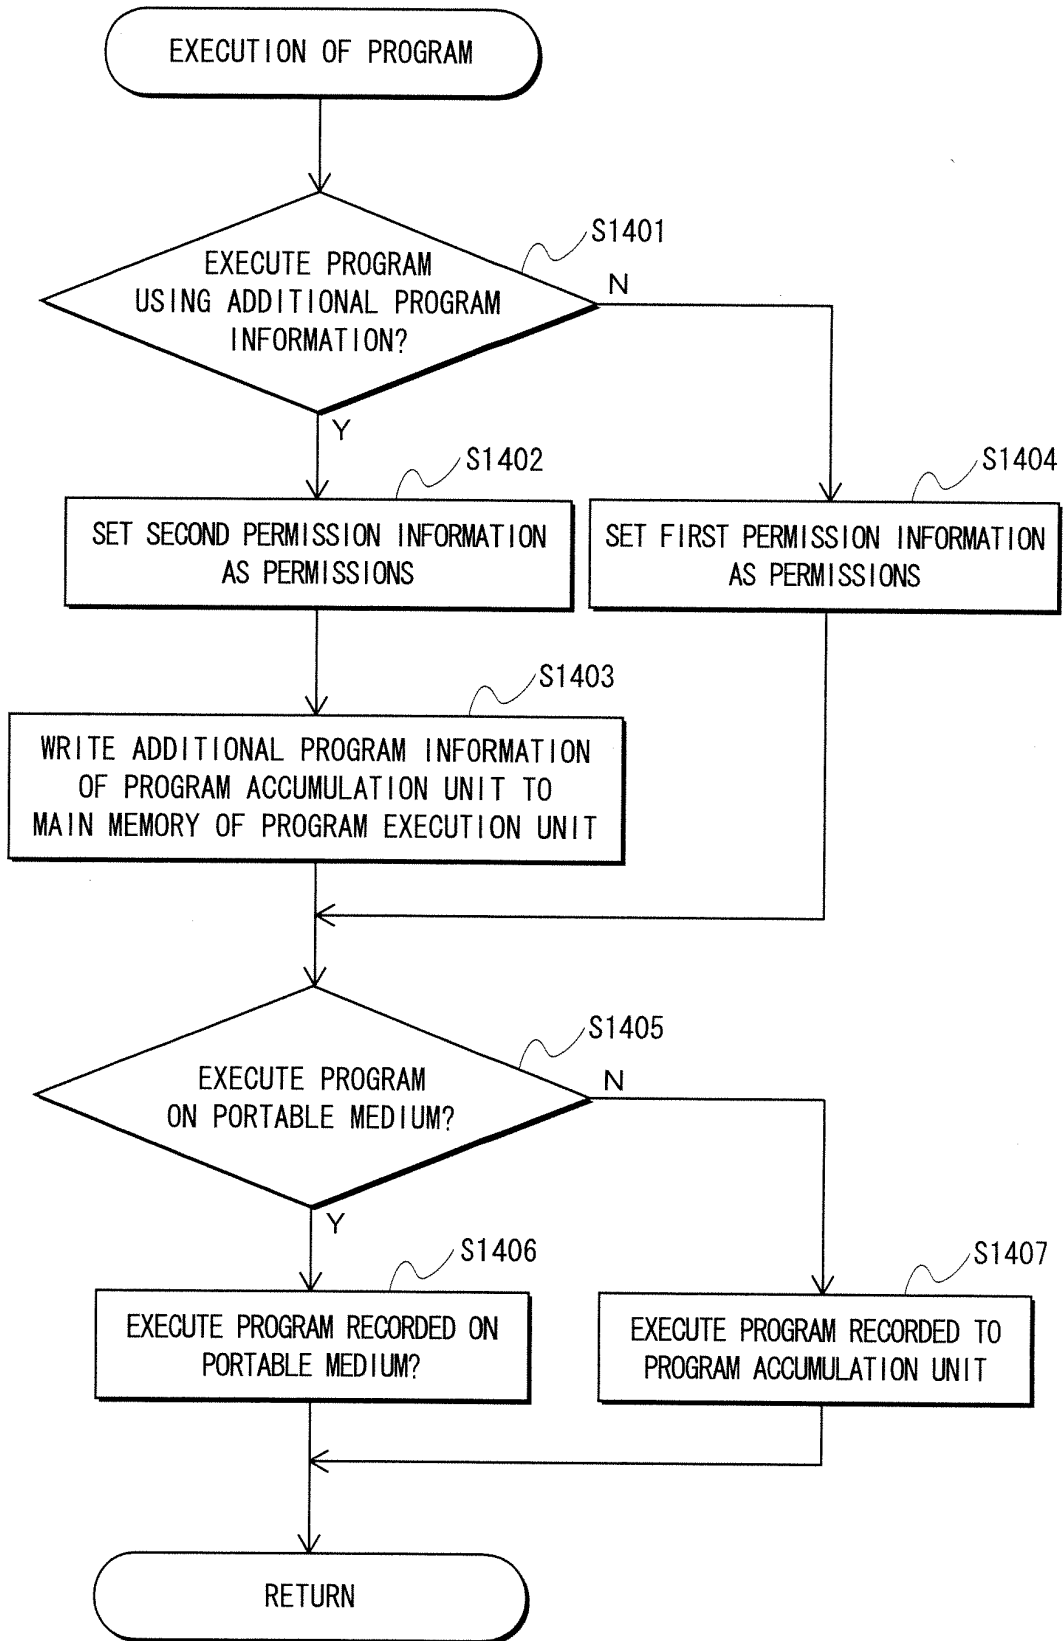 EXECUTION OF PROGRAM
S1401
EXECUTE PROGRAM
USING ADDITIONAL PROGRAM
INFORMATION?
N
Y
S1402
SET SECOND PERMISSION INFORMATION
AS PERMISSIONS
S1404
SET FIRST PERMISSION INFORMATION
AS PERMISSIONS
S1403
WRITE ADDITIONAL PROGRAM INFORMATION
OF PROGRAM ACCUMULATION UNIT TO
MAIN MEMORY OF PROGRAM EXECUTION UNIT
S1405
EXECUTE PROGRAM
ON PORTABLE MEDIUM?
N
Y
S1406
EXECUTE PROGRAM RECORDED ON
PORTABLE MEDIUM?
S1407
EXECUTE PROGRAM RECORDED TO
PROGRAM ACCUMULATION UNIT
RETURN